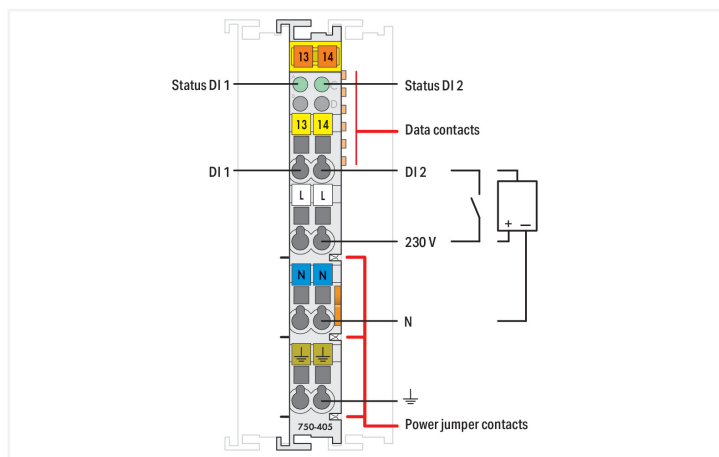 13 14
Status DI 1
C
Status DI 2
D
13 14
Data contacts
DI 1
DI 2
L L
230 V
+ −
N N
N
750-405
Power jumper contacts